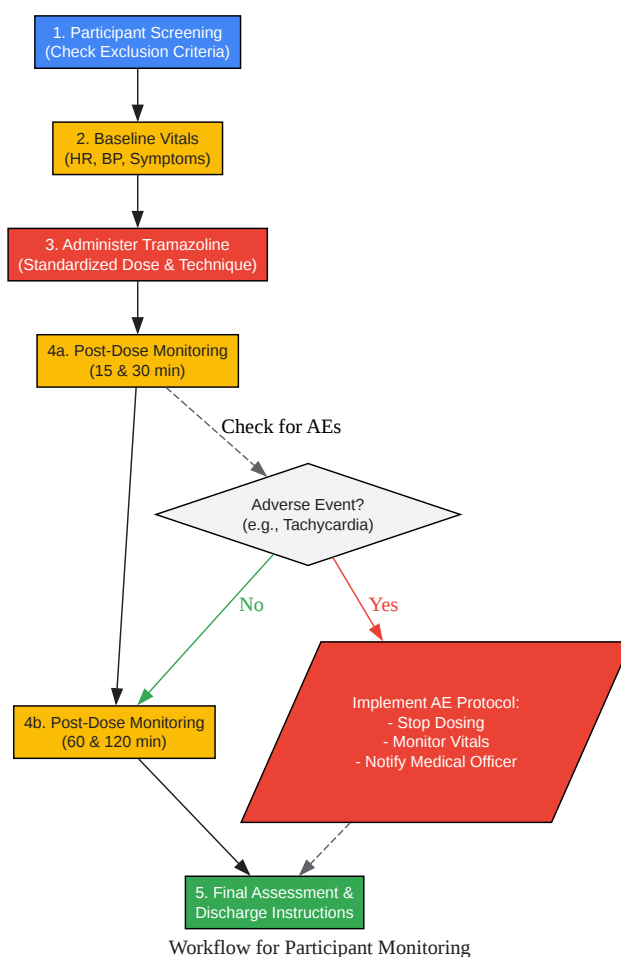 1. Participant Screening
(Check Exclusion Criteria)
2. Baseline Vitals
(HR, BP, Symptoms)
3. Administer Tramazoline
(Standardized Dose & Technique)
4a. Post-Dose Monitoring
(15 & 30 min)
Check for AEs
Adverse Event?
(e.g., Tachycardia)
No
Yes
Implement AE Protocol:
- Stop Dosing
- Monitor Vitals
- Notify Medical Officer
4b. Post-Dose Monitoring
(60 & 120 min)
5. Final Assessment &
Discharge Instructions
Workflow for Participant Monitoring